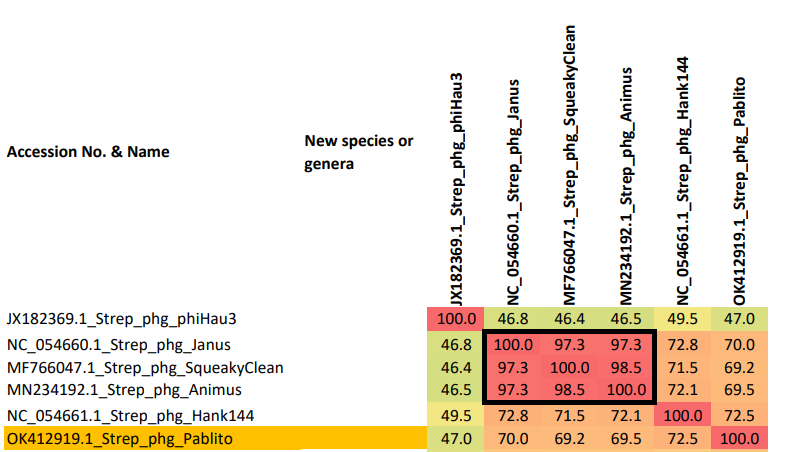 JX182369.1_Strep_phg_phiHau3
NC_054660.1_Strep_phg_Janus
MF766047.1_Strep_phg_SqueakyClean
MN234192.1_Strep_phg_Animus
NC_054661.1_Strep_phg_Hank144
OK412919.1_Strep_phg_Pablito
Accession No. & Name
New species or
genera
JX182369.1_Strep_phg_phiHau3 100.0 46.8 46.4 46.5 49.5 47.0
NC_054660.1_Strep_phg_Janus 46.8 100.0 97.3 97.3 72.8 70.0
MF766047.1_Strep_phg_SqueakyClean 46.4 97.3 100.0 98.5 71.5 69.2
MN234192.1_Strep_phg_Animus 46.5 97.3 98.5 100.0 72.1 69.5
NC_054661.1_Strep_phg_Hank144 49.5 72.8 71.5 72.1 100.0 72.5
OK412919.1_Strep_phg_Pablito 47.0 70.0 69.2 69.5 72.5 100.0